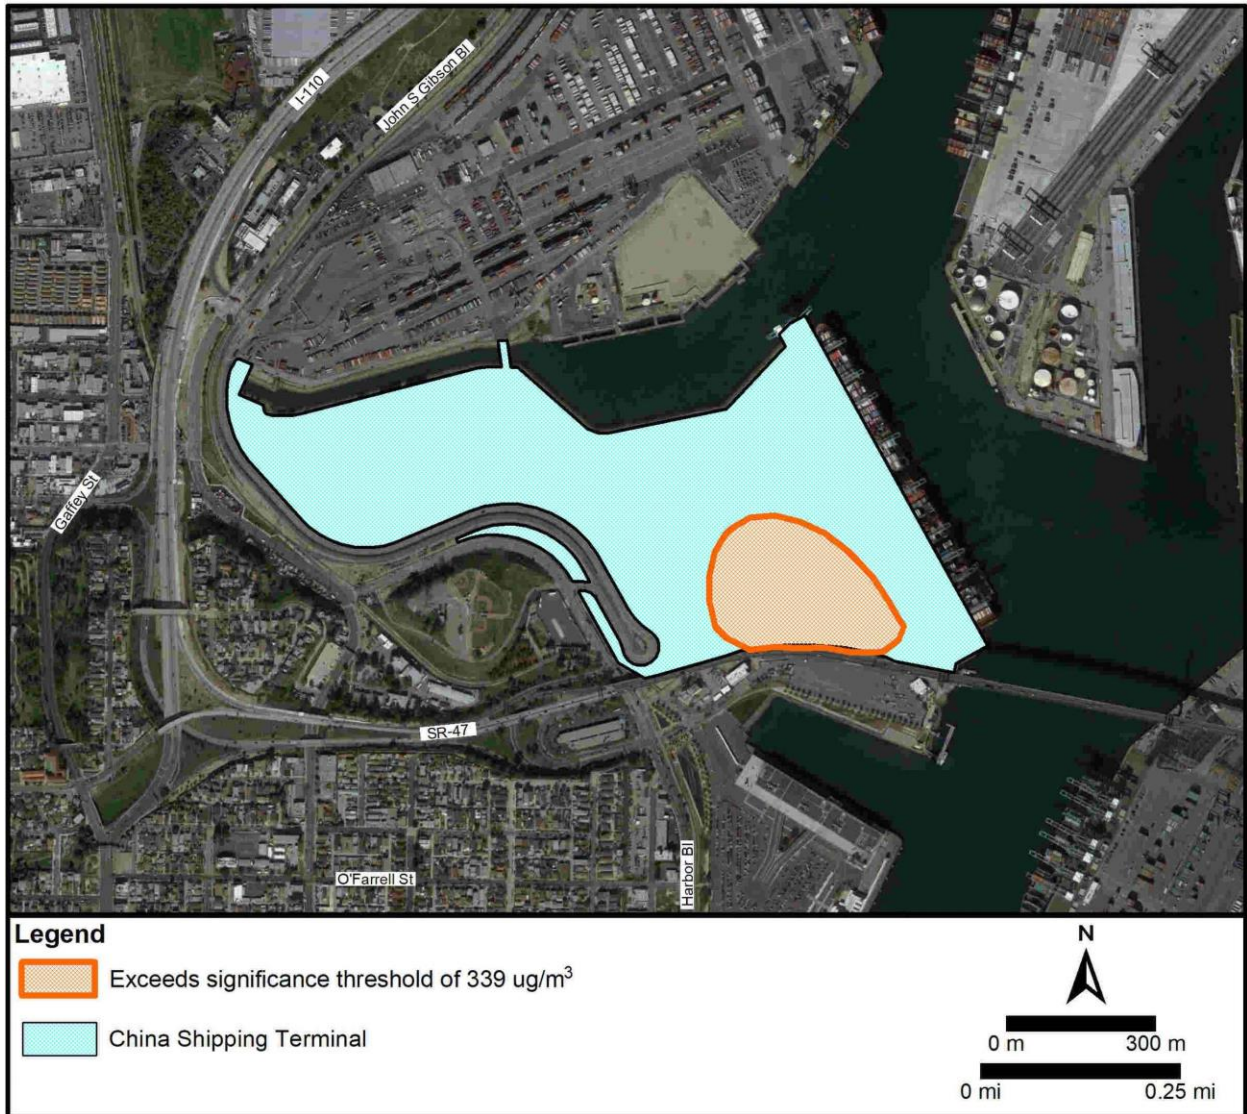 I-110
John S Gibson Bl
Gaffey St
SR-47
O'Farrell St
Harbor Bl
Legend
Exceeds significance threshold of 339 ug/m³
China Shipping Terminal
N
0 m 300 m
0 mi 0.25 mi